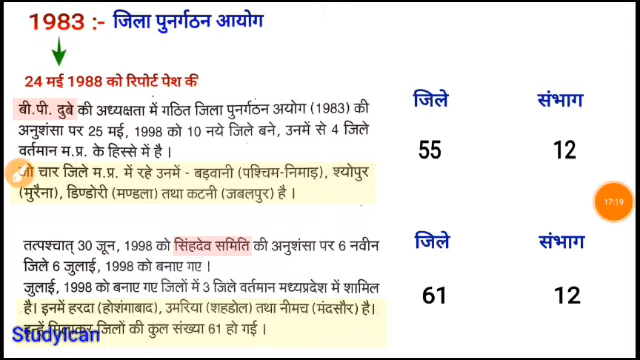 1983 :- जिला पुनर्गठन आयोग
24 मई 1988 को रिपोर्ट पेश की
बी.पी. दुबे की अध्यक्षता में गठित जिला पुनर्गठन अयोग (1983) की
अनुशंसा पर 25 मई, 1998 को 10 नये जिले बने, उनमें से 4 जिले
वर्तमान म.प्र. के हिस्से में है ।
जो चार जिले म.प्र. में रहे उनमें - बड़वानी (पश्चिम-निमाड़), श्योपुर
(मुरैना), डिण्डोरी (मण्डला) तथा कटनी (जबलपुर) है ।
जिले संभाग
55 12
17:19
तत्पश्चात् 30 जून, 1998 को सिंहदेव समिति की अनुशंसा पर 6 नवीन
जिले 6 जुलाई, 1998 को बनाए गए ।
जुलाई, 1998 को बनाए गए जिलों में 3 जिले वर्तमान मध्यप्रदेश में शामिल
है। इनमें हरदा (होशंगाबाद), उमरिया (शहडोल) तथा नीमच (मंदसौर) है।
जिलों की कुल संख्या 61 हो गई ।
StudyIcan
जिले संभाग
61 12